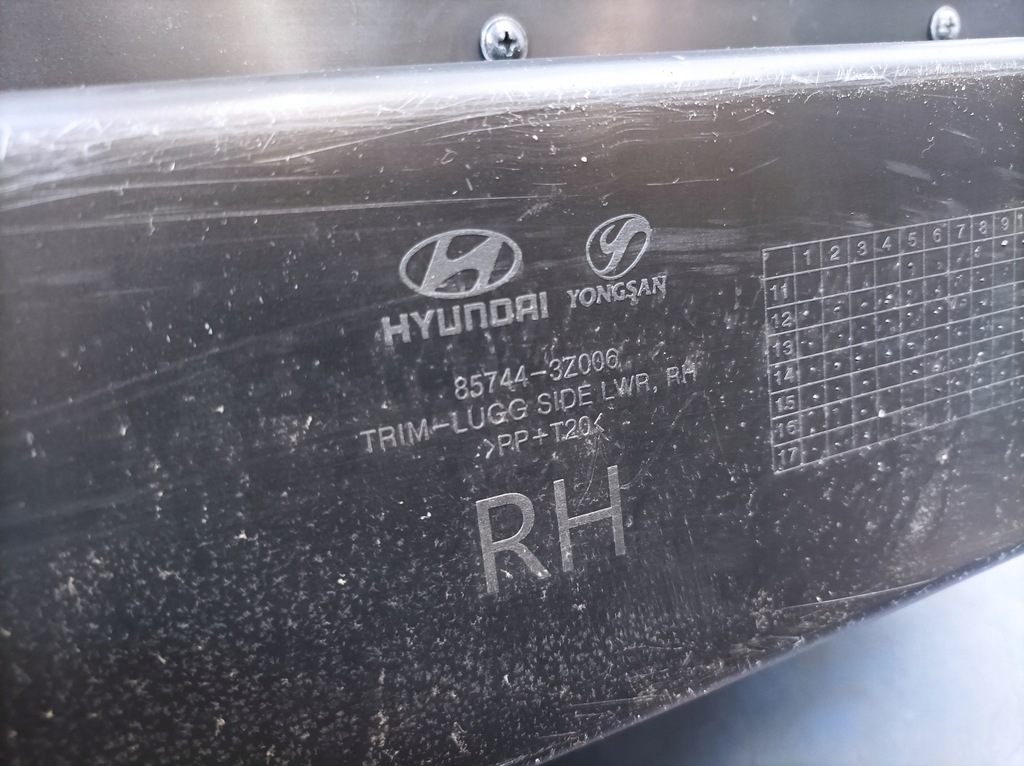 HYUNDAI
YONGSAN
85744-3Z006
TRIM-LUGG SIDE LWR, RH
>PP+T20<
RH
1 2 3 4 5 6 7 8 9
11
12
13
14
15
16
17